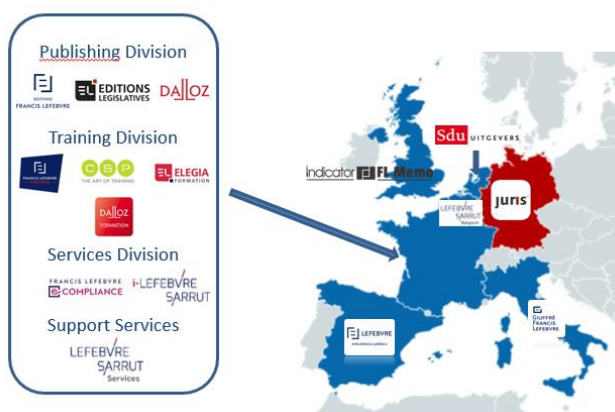 Publishing Division
EDITIONS
FRANCIS LEFEBVRE
EL EDITIONS
LEGISLATIVES
DALLOZ
Training Division
FRANCIS LEFEBVRE
CSP
THE ART OF TRAINING
EL ELEGIA
FORMATION
DALLOZ
FORMATION
Services Division
FRANCIS LEFEBVRE
COMPLIANCE
i-LEFEBVRE
SARRUT
Support Services
LEFEBVRE
SARRUT
Services
Sdu UITGEVERS
indicator FL Memo
juris
LEFEBVRE
SARRUT
Belgium
LEFEBVRE
GIUFFRÈ
FRANCIS
LEFEBVRE